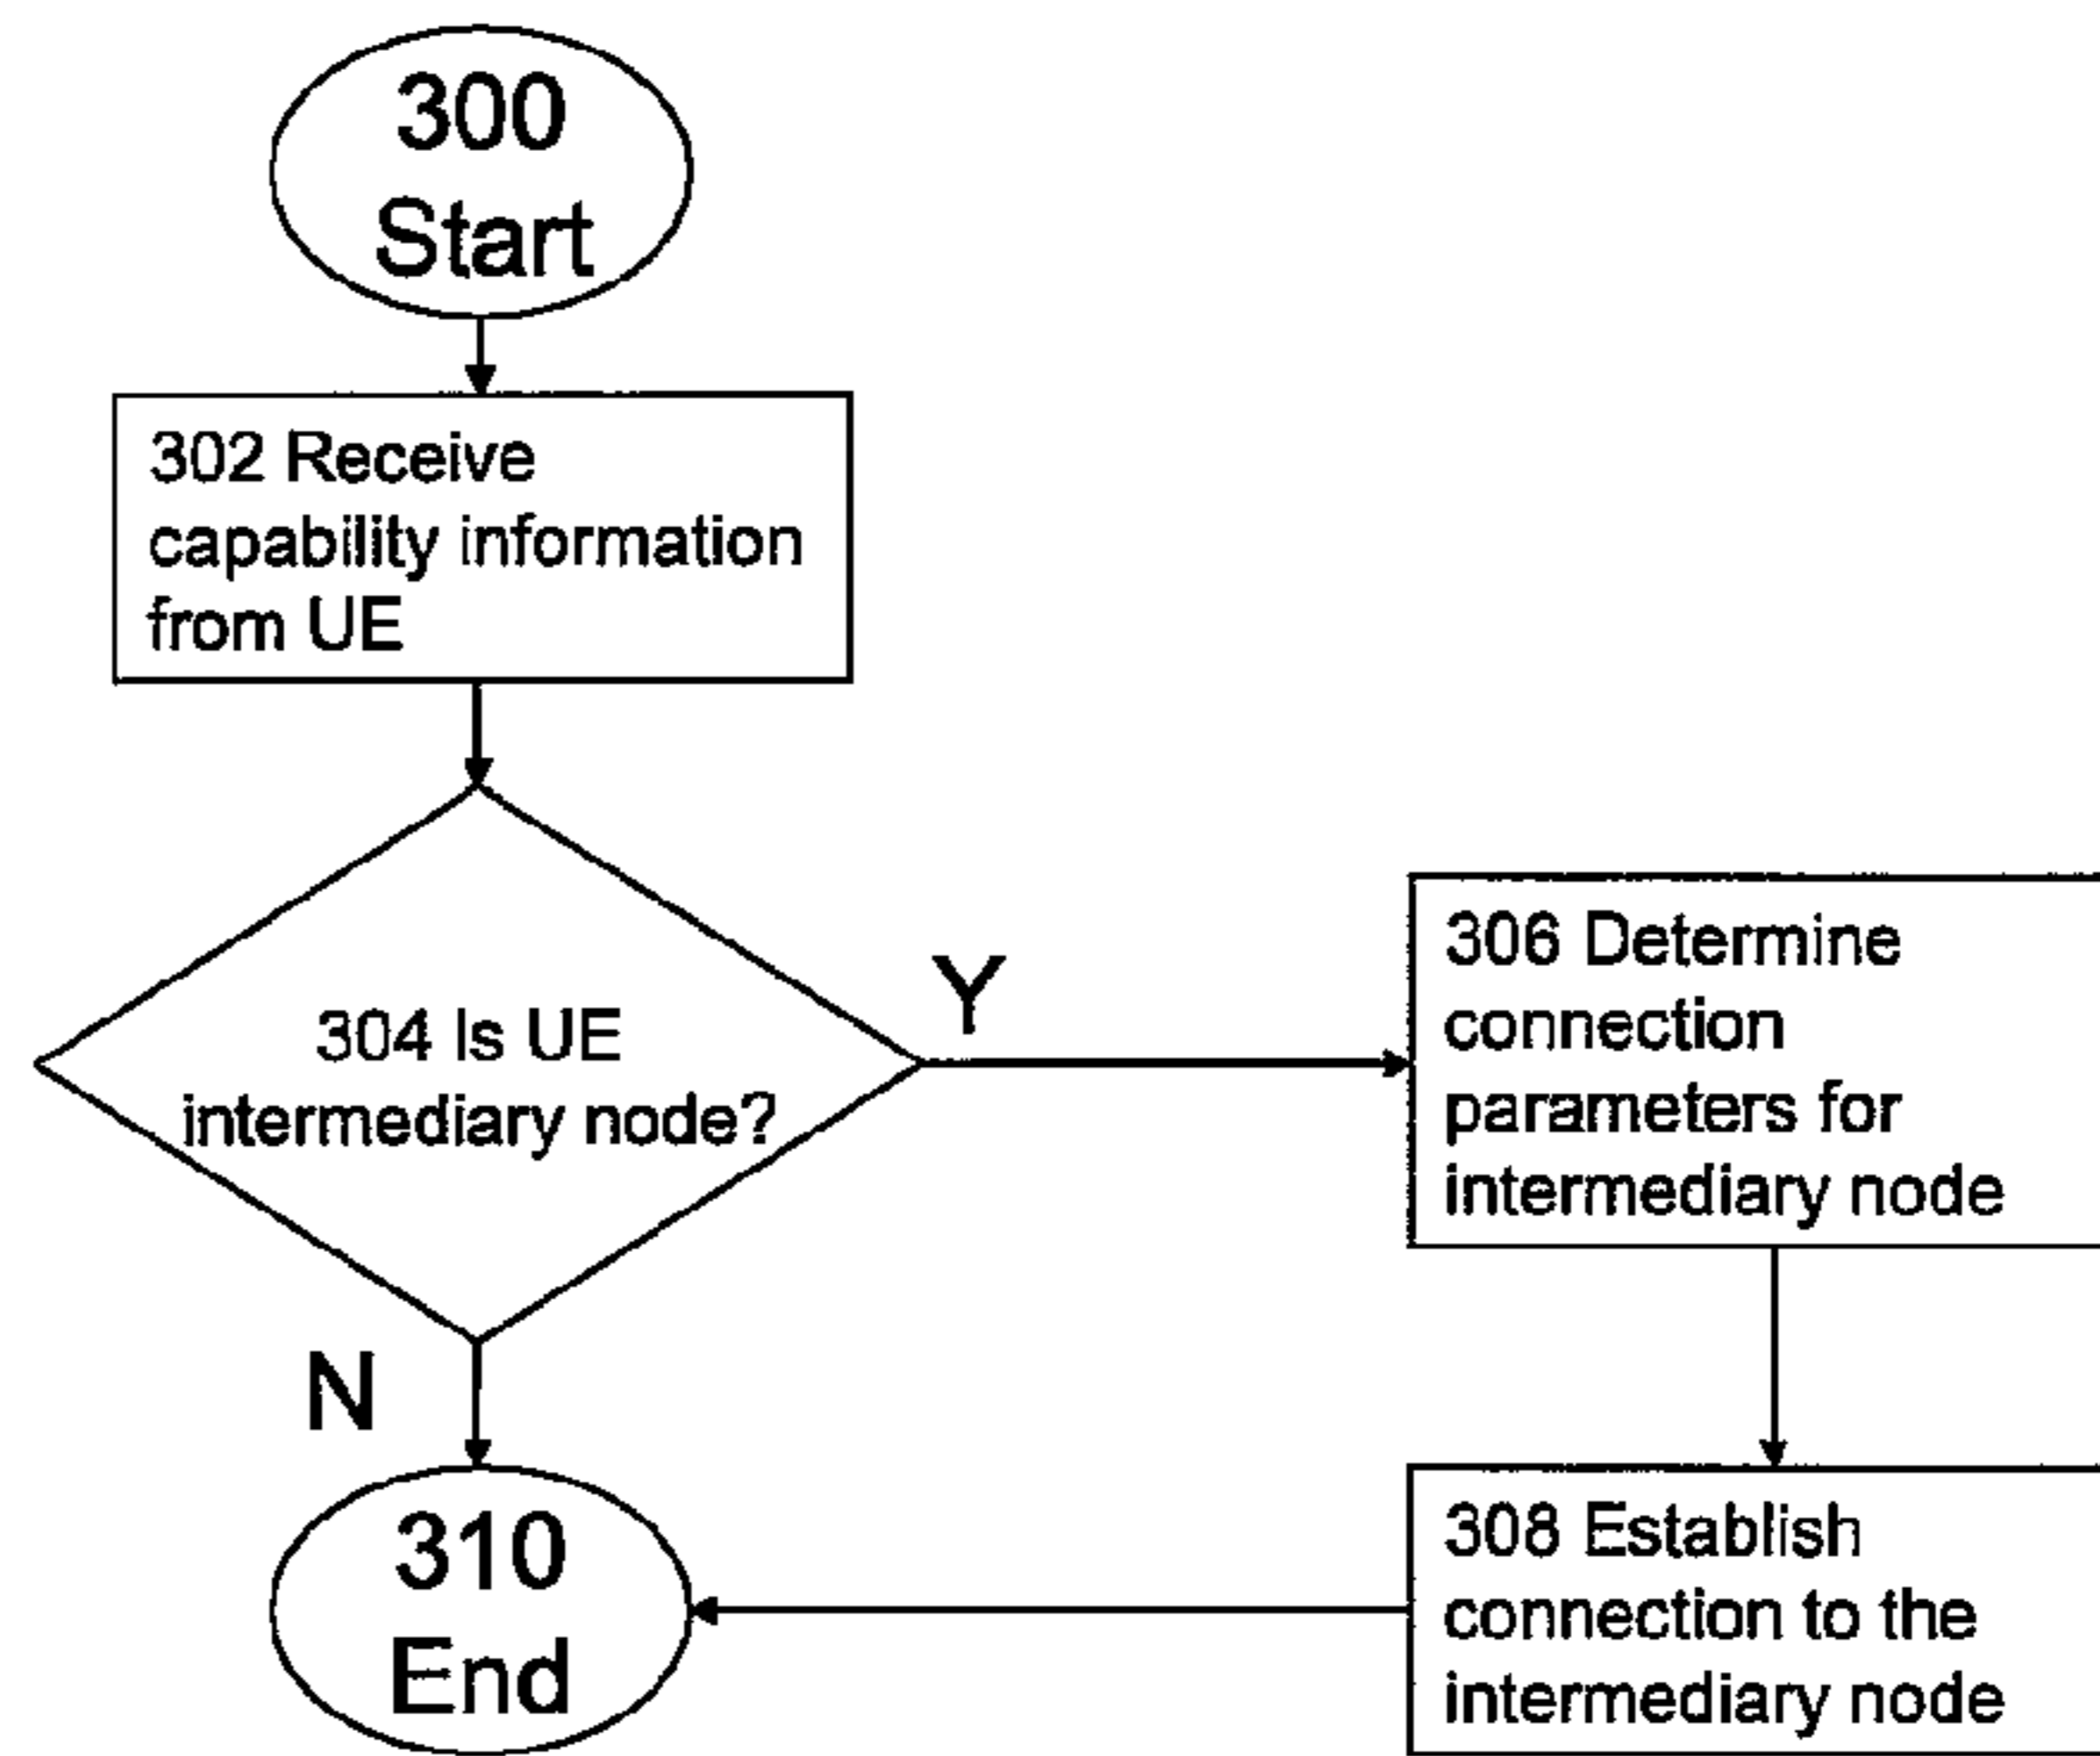 300
Start
302 Receive
capability information
from UE
304 Is UE
intermediary node?
Y
306 Determine
connection
parameters for
intermediary node
N
308 Establish
connection to the
intermediary node
310
End